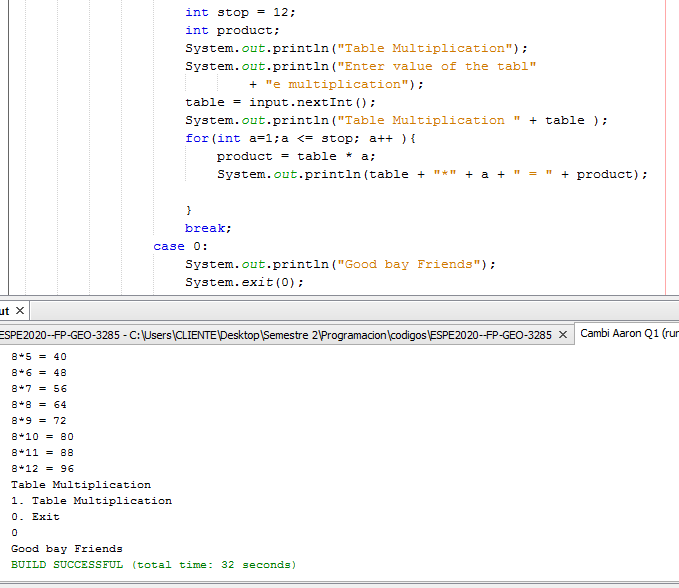 int stop = 12;
int product;
System.out.println("Table Multiplication");
System.out.println("Enter value of the tabl"
+ "e multiplication");
table = input.nextInt();
System.out.println("Table Multiplication " + table );
for(int a=1;a <= stop; a++ ){
product = table * a;
System.out.println(table + "*" + a + " = " + product);
}
break;
case 0:
System.out.println("Good bay Friends");
System.exit(0);
ut ×
ESPE2020--FP-GEO-3285 - C:\Users\CLIENTE\Desktop\Semestre 2\Programacion\codigos\ESPE2020--FP-GEO-3285 × Cambi Aaron Q1 (run
8*5 = 40
8*6 = 48
8*7 = 56
8*8 = 64
8*9 = 72
8*10 = 80
8*11 = 88
8*12 = 96
Table Multiplication
1. Table Multiplication
0. Exit
0
Good bay Friends
BUILD SUCCESSFUL (total time: 32 seconds)